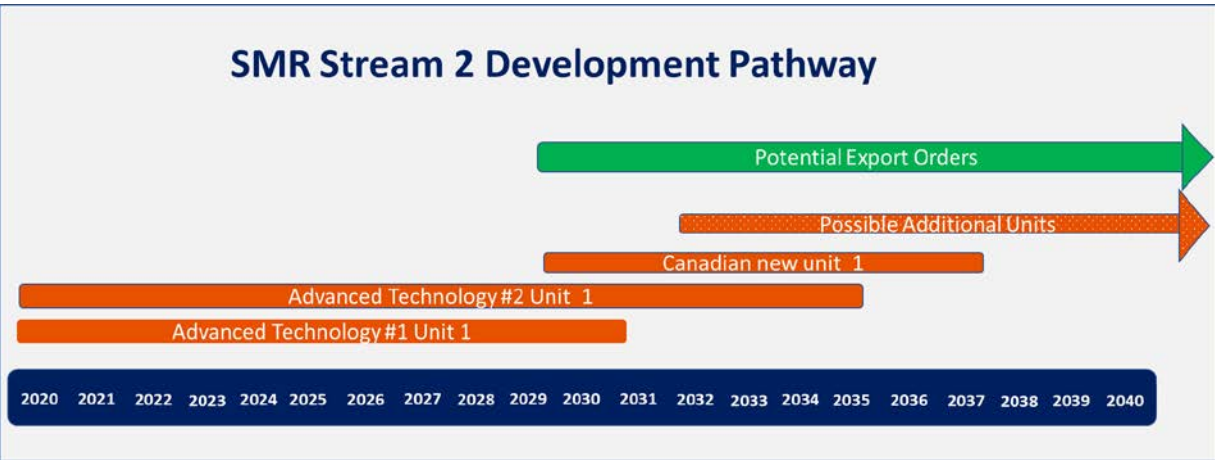 SMR Stream 2 Development Pathway
Potential Export Orders
Possible Additional Units
Canadian new unit 1
Advanced Technology #2 Unit 1
Advanced Technology #1 Unit 1
2020 2021 2022 2023 2024 2025 2026 2027 2028 2029 2030 2031 2032 2033 2034 2035 2036 2037 2038 2039 2040